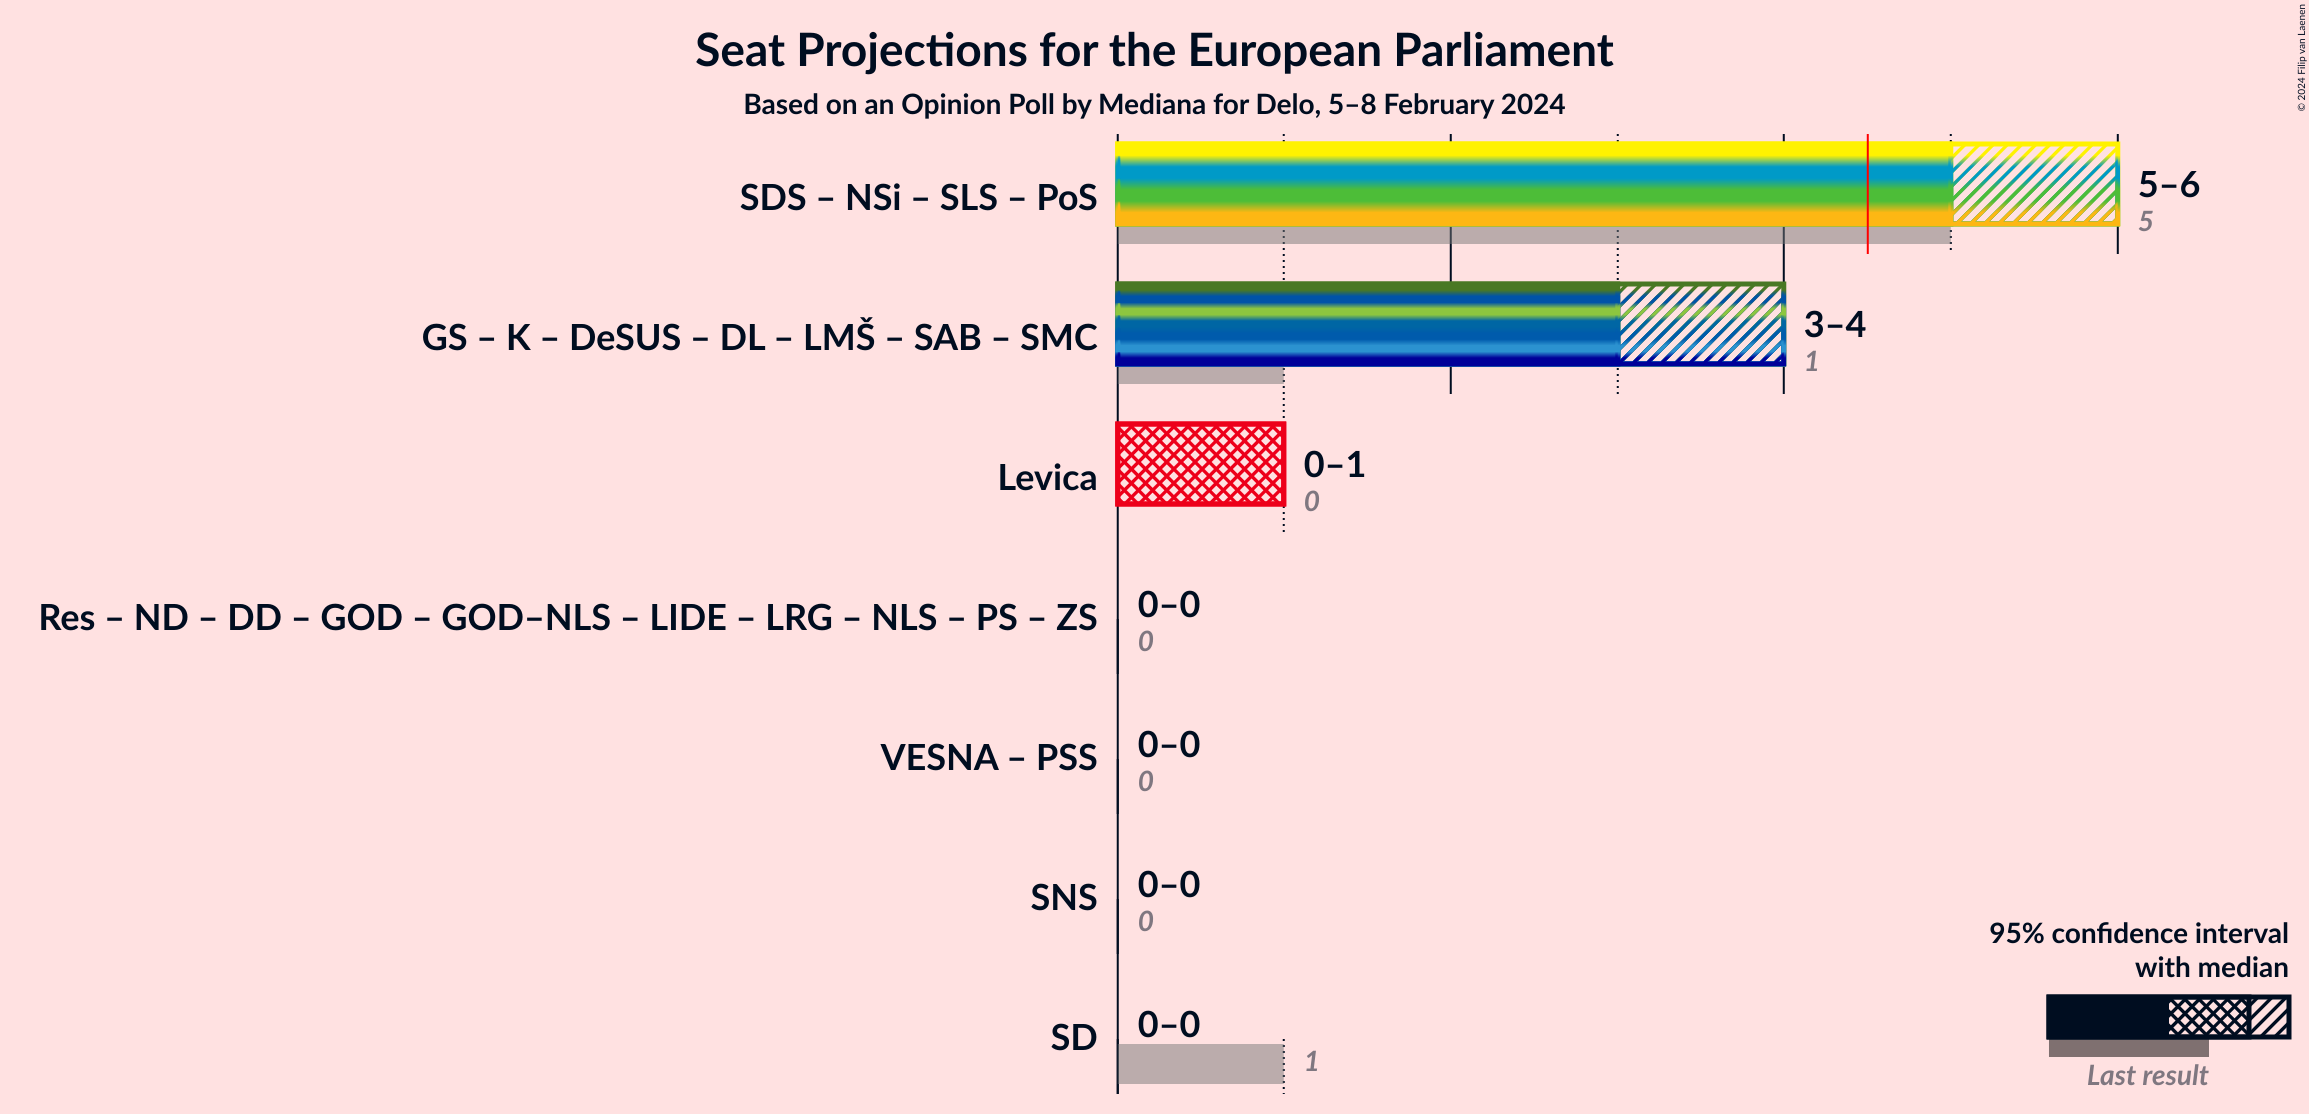 Seat Projections for the European Parliament
Based on an Opinion Poll by Mediana for Delo, 5–8 February 2024
© 2024 Filip van Laenen
SDS – NSi – SLS – PoS
5–6
5
GS – K – DeSUS – DL – LMŠ – SAB – SMC
3–4
1
Levica
0–1
0
Res – ND – DD – GOD – GOD–NLS – LIDE – LRG – NLS – PS – ZS
0–0
0
VESNA – PSS
0–0
0
SNS
0–0
0
SD
0–0
1
95% confidence interval
with median
Last result